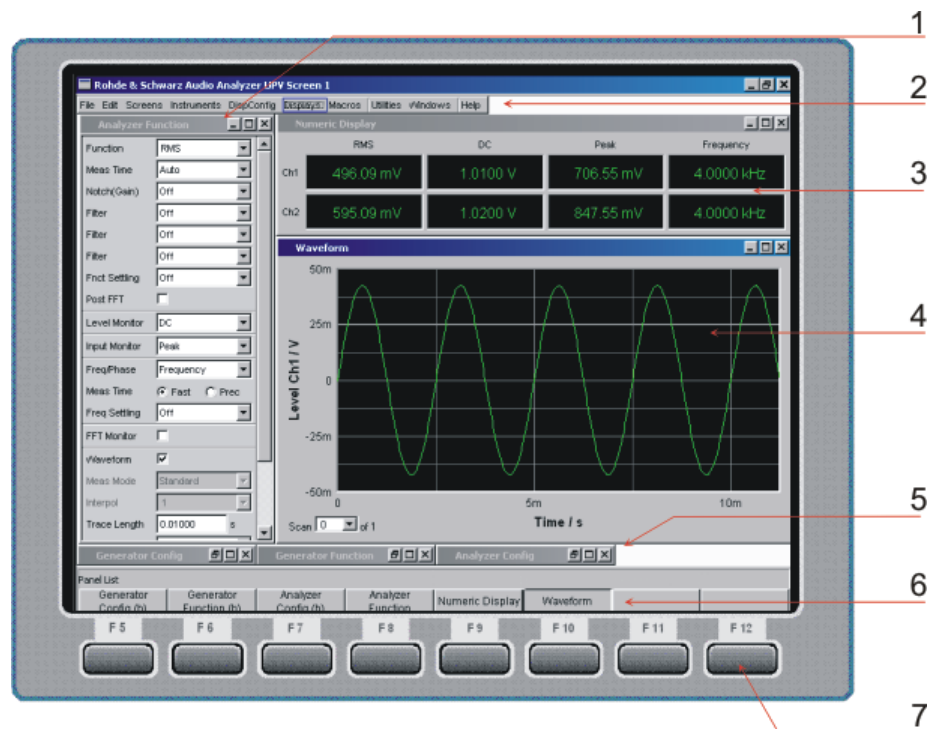 1
Rohde & Schwarz Audio Analyzer UPV Screen 1
File Edit Screens Instruments DispConfig Displays Macros Utilities Windows Help
2
Analyzer Function
Function RMS
Meas Time Auto
Notch(Gain) Off
Filter Off
Filter Off
Filter Off
Fnct Settling Off
Post FFT
Level Monitor DC
Input Monitor Peak
Freq/Phase Frequency
Meas Time Fast Prec
Freq Settling Off
FFT Monitor
Waveform
Meas Mode Standard
Interpol 1
Trace Length 0.01000 s
Numeric Display
RMS DC Peak Frequency
Ch1 496.09 mV 1.0100 V 706.55 mV 4.0000 kHz
Ch2 595.09 mV 1.0200 V 847.55 mV 4.0000 kHz
3
Waveform
50m
25m
0
-25m
-50m
Level Ch1 / V
0 5m 10m
Time / s
Scan 0 of 1
4
Generator Config Generator Function Analyzer Config
5
Panel List
Generator Config (h) Generator Function (h) Analyzer Config (h) Analyzer Function Numeric Display Waveform
6
F 5 F 6 F 7 F 8 F 9 F 10 F 11 F 12
7